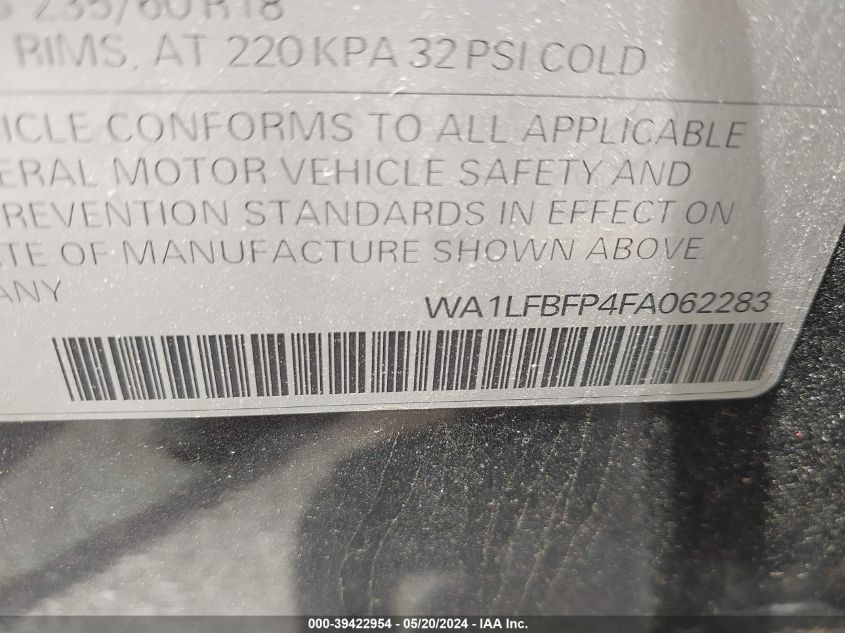 235/60 R18
RIMS, AT 220 KPA 32 PSI COLD
ICLE CONFORMS TO ALL APPLICABLE
ERAL MOTOR VEHICLE SAFETY AND
REVENTION STANDARDS IN EFFECT ON
TE OF MANUFACTURE SHOWN ABOVE.
ANY
WA1LFBFP4FA062283
000-39422954 - 05/20/2024 - IAA Inc.